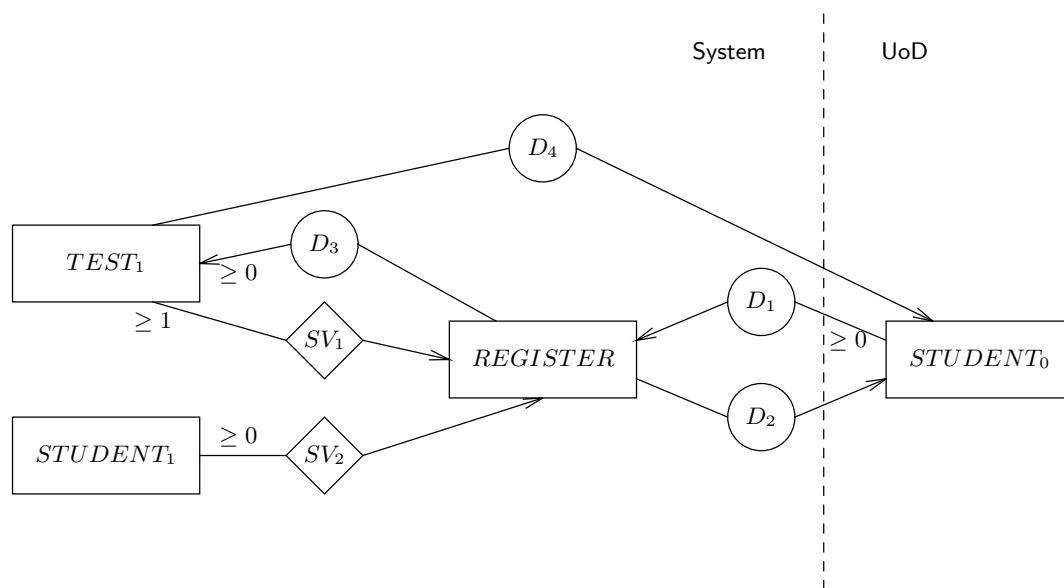 System UoD
D₄
D₃
TEST₁
≥ 0
D₁
≥ 1
SV₁
REGISTER
≥ 0
STUDENT₀
D₂
≥ 0
STUDENT₁
SV₂